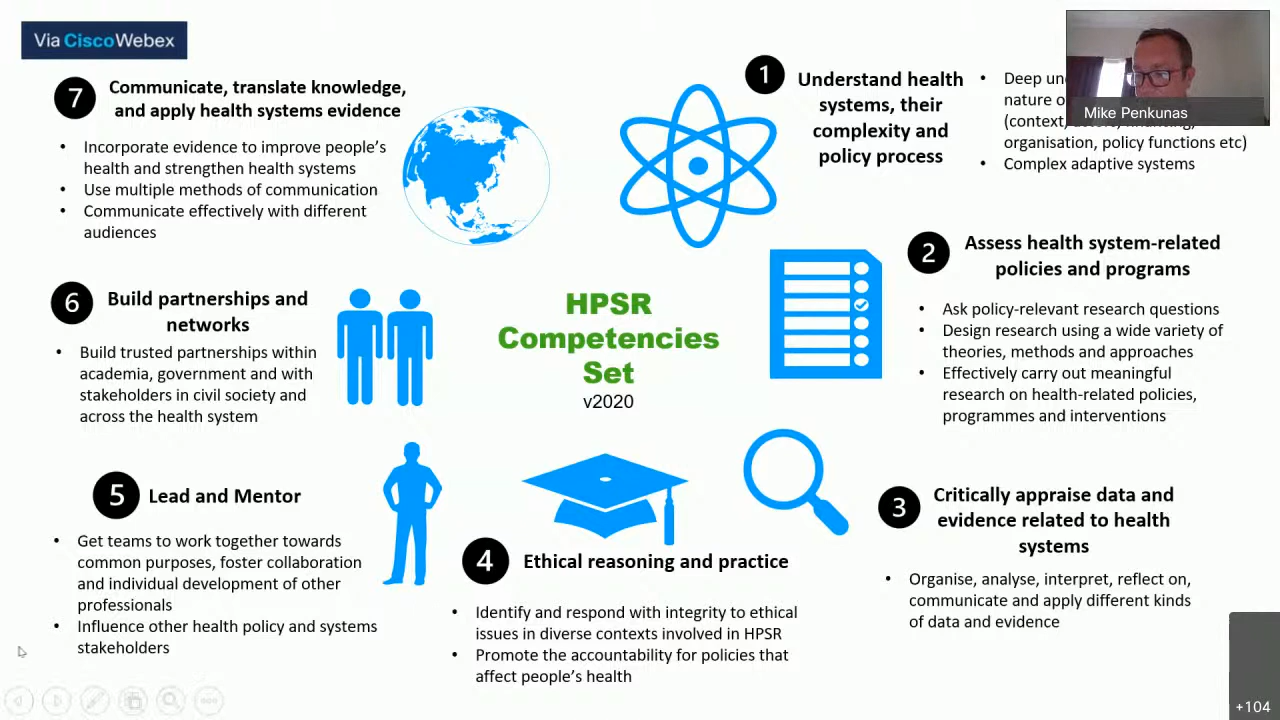 Via Cisco Webex
HPSR
Competencies
Set
v2020
1
Understand health
systems, their
complexity and
policy process
• Deep
nature
(context,
organisation, policy functions etc)
• Complex adaptive systems
Mike Penkunas
2
Assess health system-related
policies and programs
• Ask policy-relevant research questions
• Design research using a wide variety of
theories, methods and approaches
• Effectively carry out meaningful
research on health-related policies,
programmes and interventions
3
Critically appraise data and
evidence related to health
systems
• Organise, analyse, interpret, reflect on,
communicate and apply different kinds
of data and evidence
4
Ethical reasoning and practice
• Identify and respond with integrity to ethical
issues in diverse contexts involved in HPSR
• Promote the accountability for policies that
affect people's health
5
Lead and Mentor
• Get teams to work together towards
common purposes, foster collaboration
and individual development of other
professionals
• Influence other health policy and systems
stakeholders
6
Build partnerships and
networks
• Build trusted partnerships within
academia, government and with
stakeholders in civil society and
across the health system
7
Communicate, translate knowledge,
and apply health systems evidence
• Incorporate evidence to improve people's
health and strengthen health systems
• Use multiple methods of communication
• Communicate effectively with different
audiences
+104